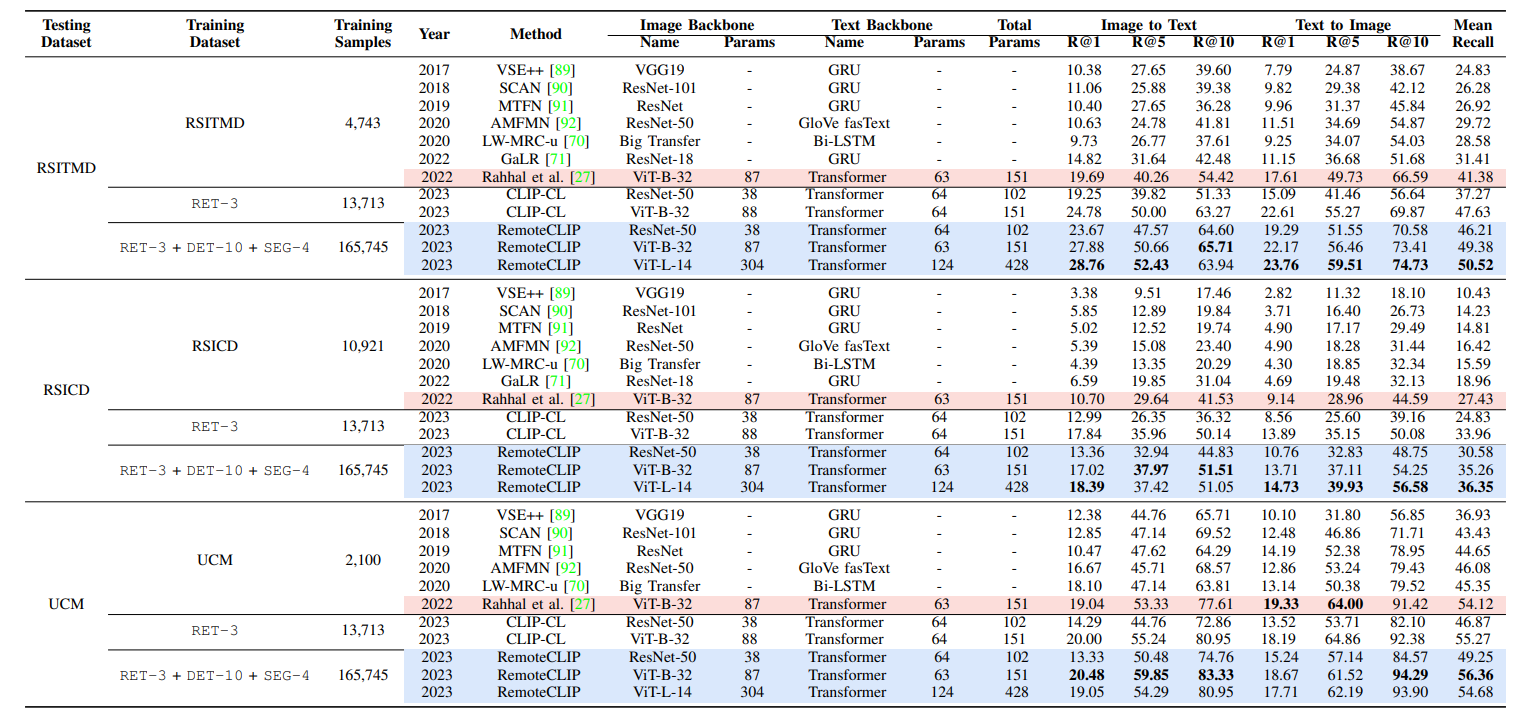 Testing Dataset Training Dataset Training Samples Year Method Image Backbone Text Backbone Total Params Image to Text Text to Image Mean Recall
Name Params Name Params R@1 R@5 R@10 R@1 R@5 R@10
2017 VSE++ [89] VGG19 - GRU - - 10.38 27.65 39.60 7.79 24.87 38.67 24.83
2018 SCAN [90] ResNet-101 - GRU - - 11.06 25.88 39.38 9.82 29.38 42.12 26.28
2019 MTFN [91] ResNet - GRU - - 10.40 27.65 36.28 9.96 31.37 45.84 26.92
RSITMD 4,743 2020 AMFMN [92] ResNet-50 - GloVe fasText - - 10.63 24.78 41.81 11.51 34.69 54.87 29.72
2020 LW-MRC-u [70] Big Transfer - Bi-LSTM - - 9.73 26.77 37.61 9.25 34.07 54.03 28.58
2022 GaLR [71] ResNet-18 - GRU - - 14.82 31.64 42.48 11.15 36.68 51.68 31.41
RSITMD 2022 Rahhal et al. [27] ViT-B-32 87 Transformer 63 151 19.69 40.26 54.42 17.61 49.73 66.59 41.38
RET-3 13,713 2023 CLIP-CL ResNet-50 38 Transformer 64 102 19.25 39.82 51.33 15.09 41.46 56.64 37.27
2023 CLIP-CL ViT-B-32 88 Transformer 64 151 24.78 50.00 63.27 22.61 55.27 69.87 47.63
2023 RemoteCLIP ResNet-50 38 Transformer 64 102 23.67 47.57 64.60 19.29 51.55 70.58 46.21
RET-3 + DET-10 + SEG-4 165,745 2023 RemoteCLIP ViT-B-32 87 Transformer 63 151 27.88 50.66 65.71 22.17 56.46 73.41 49.38
2023 RemoteCLIP ViT-L-14 304 Transformer 124 428 28.76 52.43 63.94 23.76 59.51 74.73 50.52
2017 VSE++ [89] VGG19 - GRU - - 3.38 9.51 17.46 2.82 11.32 18.10 10.43
2018 SCAN [90] ResNet-101 - GRU - - 5.85 12.89 19.84 3.71 16.40 26.73 14.23
2019 MTFN [91] ResNet - GRU - - 5.02 12.52 19.74 4.90 17.17 29.49 14.81
RSICD 10,921 2020 AMFMN [92] ResNet-50 - GloVe fasText - - 5.39 15.08 23.40 4.90 18.28 31.44 16.42
2020 LW-MRC-u [70] Big Transfer - Bi-LSTM - - 4.39 13.35 20.29 4.30 18.85 32.34 15.59
2022 GaLR [71] ResNet-18 - GRU - - 6.59 19.85 31.04 4.69 19.48 32.13 18.96
RSICD 2022 Rahhal et al. [27] ViT-B-32 87 Transformer 63 151 10.70 29.64 41.53 9.14 28.96 44.59 27.43
RET-3 13,713 2023 CLIP-CL ResNet-50 38 Transformer 64 102 12.99 26.35 36.32 8.56 25.60 39.16 24.83
2023 CLIP-CL ViT-B-32 88 Transformer 64 151 17.84 35.96 50.14 13.89 35.15 50.08 33.96
2023 RemoteCLIP ResNet-50 38 Transformer 64 102 13.36 32.94 44.83 10.76 32.83 48.75 30.58
RET-3 + DET-10 + SEG-4 165,745 2023 RemoteCLIP ViT-B-32 87 Transformer 63 151 17.02 37.97 51.51 13.71 37.11 54.25 35.26
2023 RemoteCLIP ViT-L-14 304 Transformer 124 428 18.39 37.42 51.05 14.73 39.93 56.58 36.35
2017 VSE++ [89] VGG19 - GRU - - 12.38 44.76 65.71 10.10 31.80 56.85 36.93
2018 SCAN [90] ResNet-101 - GRU - - 12.85 47.14 69.52 12.48 46.86 71.71 43.43
UCM 2,100 2019 MTFN [91] ResNet - GRU - - 10.47 47.62 64.29 14.19 52.38 78.95 44.65
2020 AMFMN [92] ResNet-50 - GloVe fasText - - 16.67 45.71 68.57 12.86 53.24 79.43 46.08
2020 LW-MRC-u [70] Big Transfer - Bi-LSTM - - 18.10 47.14 63.81 13.14 50.38 79.52 45.35
UCM 2022 Rahhal et al. [27] ViT-B-32 87 Transformer 63 151 19.04 53.33 77.61 19.33 64.00 91.42 54.12
RET-3 13,713 2023 CLIP-CL ResNet-50 38 Transformer 64 102 14.29 44.76 72.86 13.52 53.71 82.10 46.87
2023 CLIP-CL ViT-B-32 88 Transformer 64 151 20.00 55.24 80.95 18.19 64.86 92.38 55.27
2023 RemoteCLIP ResNet-50 38 Transformer 64 102 13.33 50.48 74.76 15.24 57.14 84.57 49.25
RET-3 + DET-10 + SEG-4 165,745 2023 RemoteCLIP ViT-B-32 87 Transformer 63 151 20.48 59.85 83.33 18.67 61.52 94.29 56.36
2023 RemoteCLIP ViT-L-14 304 Transformer 124 428 19.05 54.29 80.95 17.71 62.19 93.90 54.68